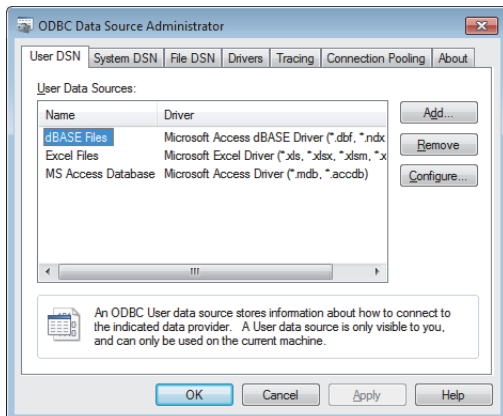 ODBC Data Source Administrator
User DSN System DSN File DSN Drivers Tracing Connection Pooling About
User Data Sources:
Name Driver
dBASE Files Microsoft Access dBASE Driver (*.dbf, *.ndx
Excel Files Microsoft Excel Driver (*.xls, *.xlsx, *.xlsm, *.x
MS Access Database Microsoft Access Driver (*.mdb, *.accdb)
Add...
Remove
Configure...
An ODBC User data source stores information about how to connect to
the indicated data provider. A User data source is only visible to you,
and can only be used on the current machine.
OK Cancel Apply Help